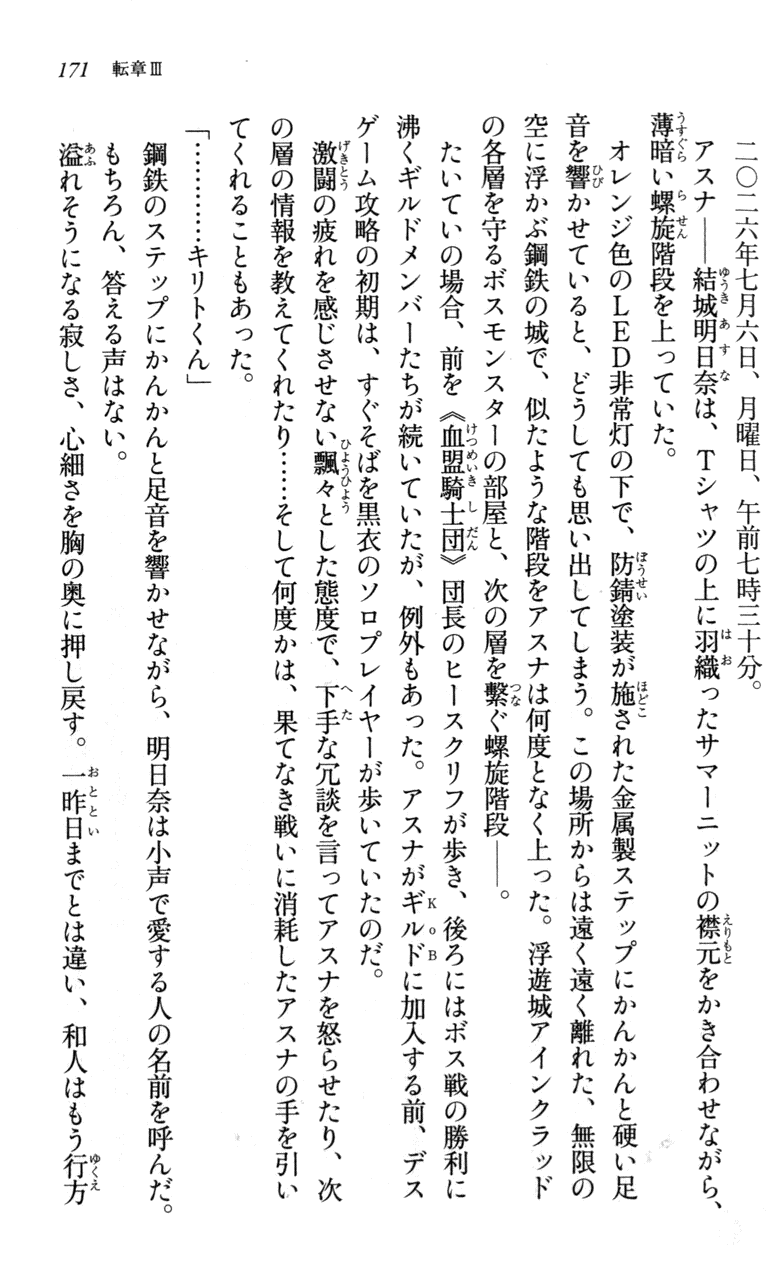 171 転章Ⅲ
二〇二六年七月六日、月曜日、午前七時三十分。
アスナ――結城明日奈は、Tシャツの上に羽織ったサマーニットの襟元をかき合わせながら、
薄暗い螺旋階段を上っていた。
オレンジ色のLED非常灯の下で、防錆塗装が施された金属製ステップにかんかんと硬い足
音を響かせていると、どうしても思い出してしまう。この場所からは遠く遠く離れた、無限の
空に浮かぶ鋼鉄の城で、似たような階段をアスナは何度となく上った。浮遊城アインクラッド
の各層を守るボスモンスターの部屋と、次の層を繋ぐ螺旋階段――。
たいていの場合、前を《血盟騎士団》団長のヒースクリフが歩き、後ろにはボス戦の勝利に
沸くギルドメンバーたちが続いていたが、例外もあった。アスナがギルドに加入する前、デス
ゲーム攻略の初期は、すぐそばを黒衣のソロプレイヤーが歩いていたのだ。
激闘の疲れを感じさせない飄々とした態度で、下手な冗談を言ってアスナを怒らせたり、次
の層の情報を教えてくれたり……そして何度かは、果てなき戦いに消耗したアスナの手を引い
てくれることもあった。
「…………キリトくん」
鋼鉄のステップにかんかんと足音を響かせながら、明日奈は小声で愛する人の名前を呼んだ。
もちろん、答える声はない。
溢れそうになる寂しさ、心細さを胸の奥に押し戻す。一昨日までとは違い、和人はもう行方